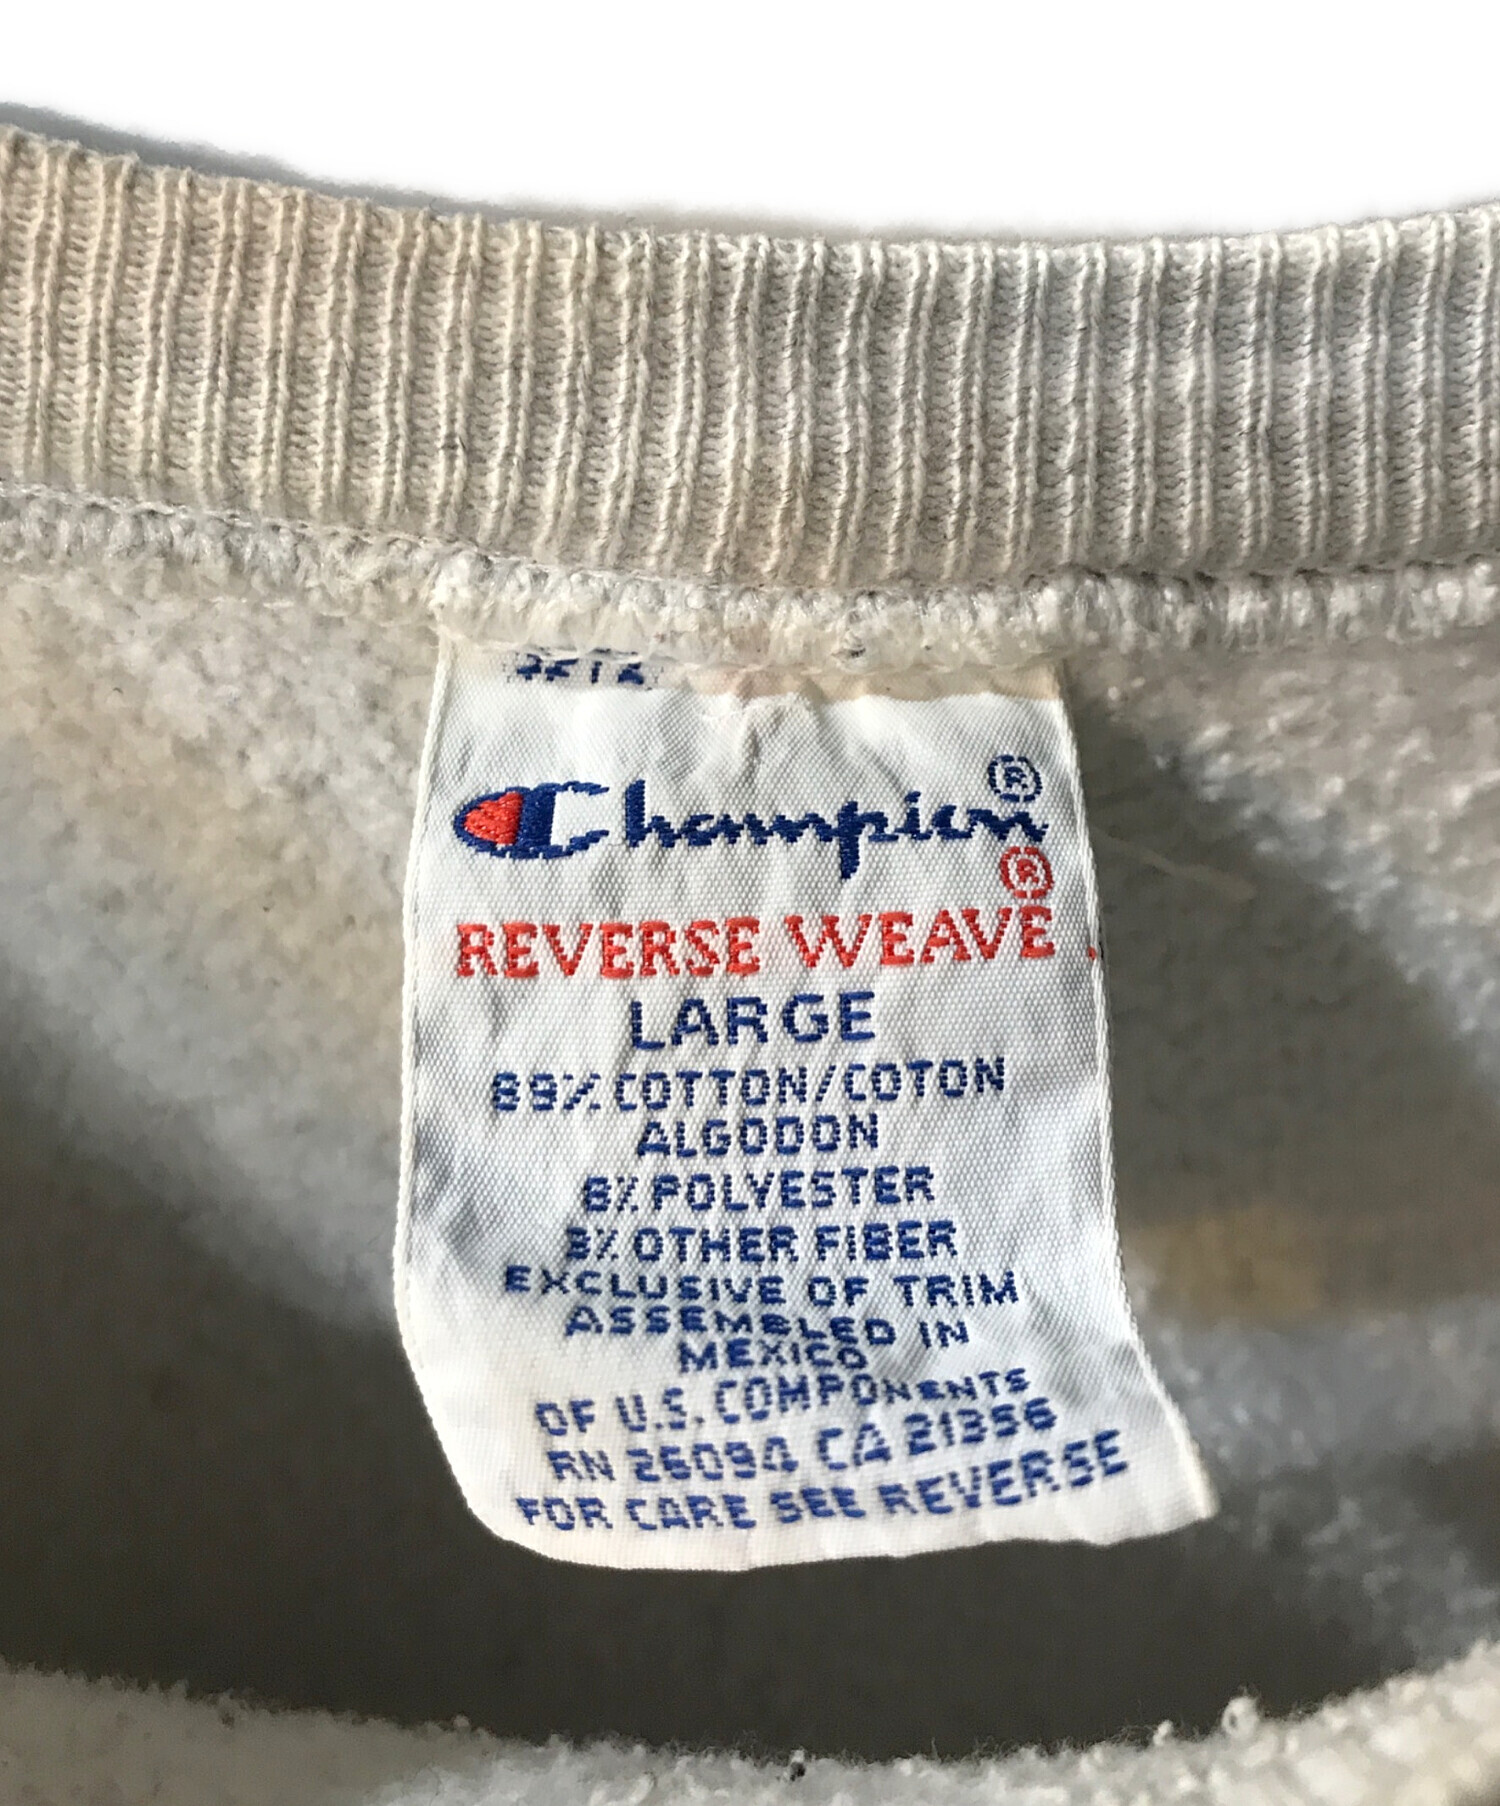 Champion®
®
REVERSE WEAVE
LARGE
89% COTTON/COTON
ALGODON
8% POLYESTER
3% OTHER FIBER
EXCLUSIVE OF TRIM
ASSEMBLED IN
MEXICO
OF U.S. COMPONENTS
RN 26094 CA 21356
FOR CARE SEE REVERSE